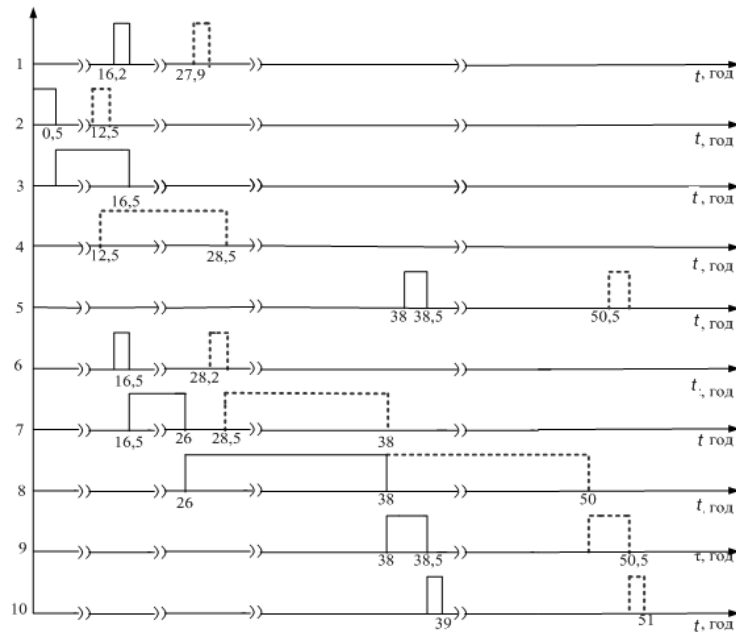 1 16,2 27,9 t, год
2 0,5 12,5 t, год
3 16,5 t, год
4 12,5 28,5 t, год
5 38 38,5 50,5 t, год
6 16,5 28,2 t, год
7 16,5 26 28,5 38 t год
8 26 38 50 t, год
9 38 38,5 50,5 τ, год
10 39 51 t, год